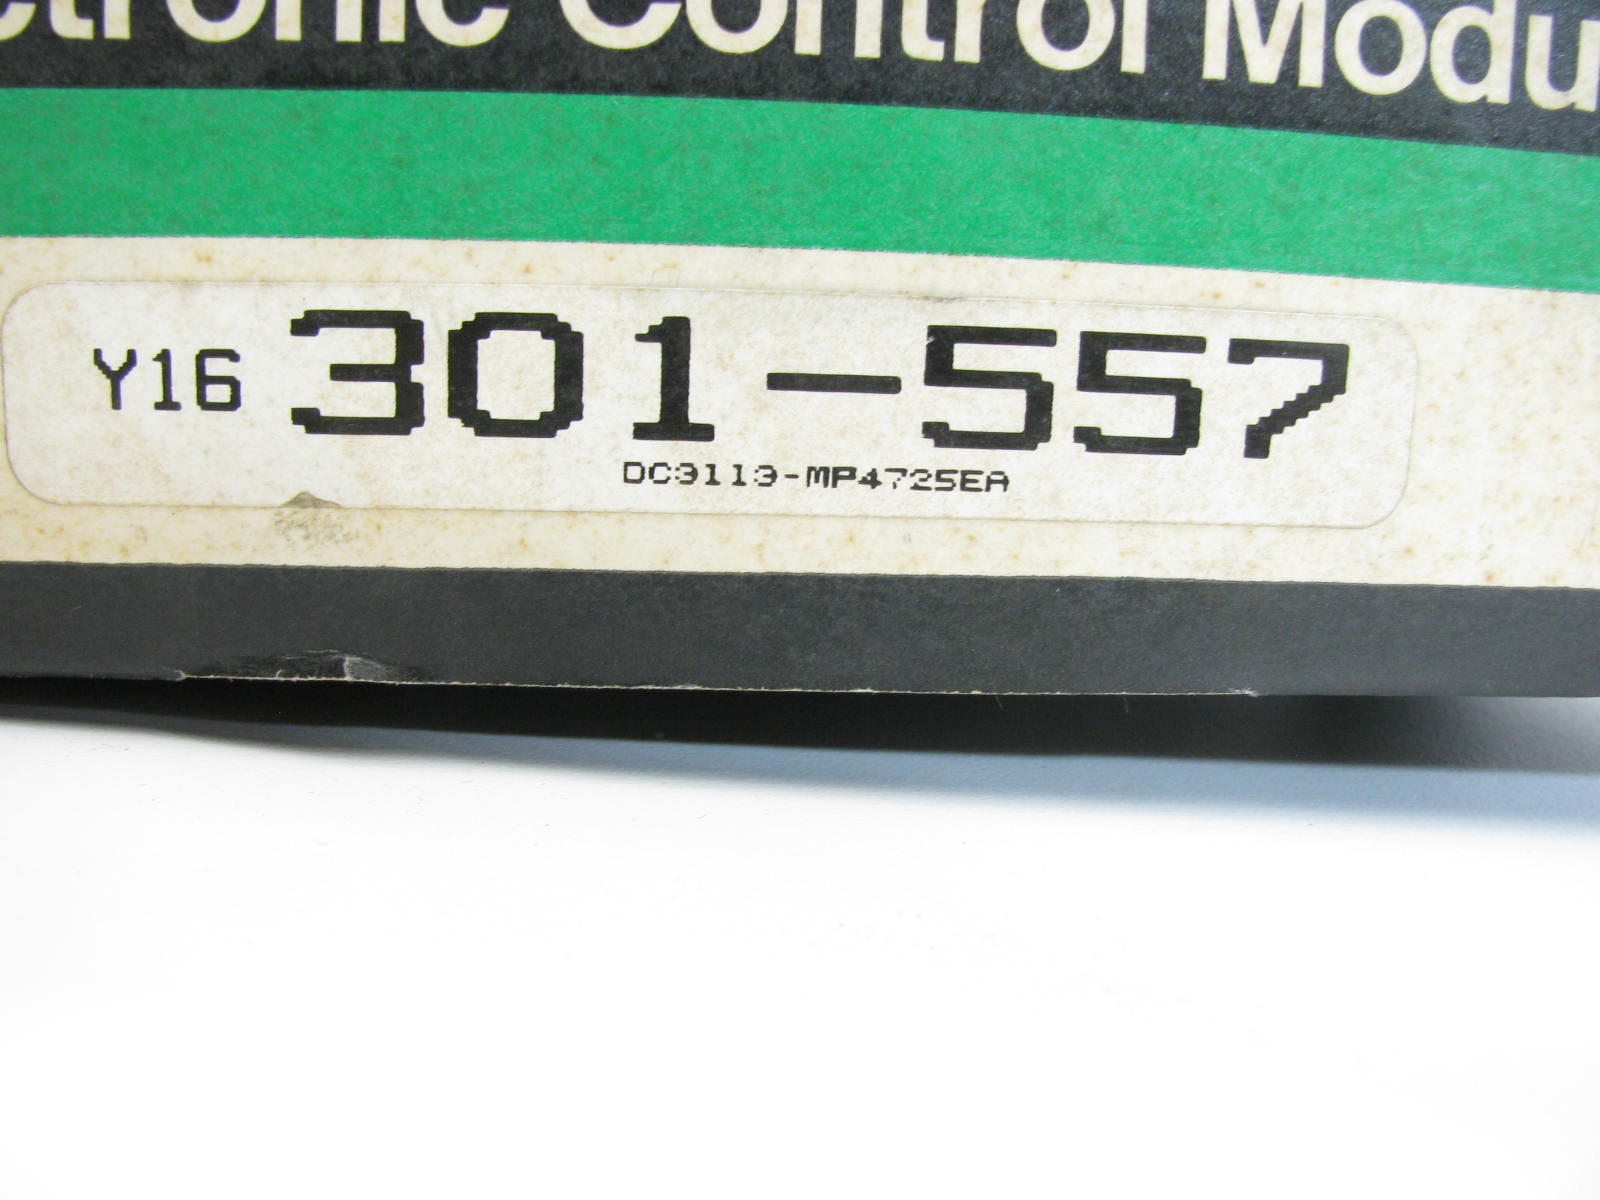 ctronic Control Modu
Y16 301-557
DC3113-MP4725EA